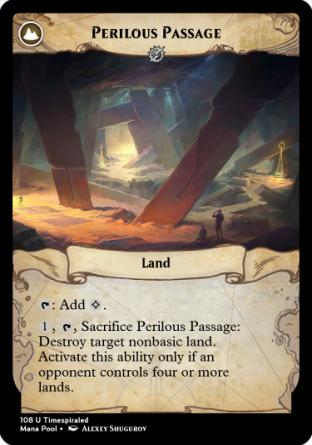 PERILOUS PASSAGE
Land
: Add .
1 , , Sacrifice Perilous Passage:
Destroy target nonbasic land.
Activate this ability only if an
opponent controls four or more
lands.
108 U Timespiraled
Mana Pool • ALEXEY SHUGUROV